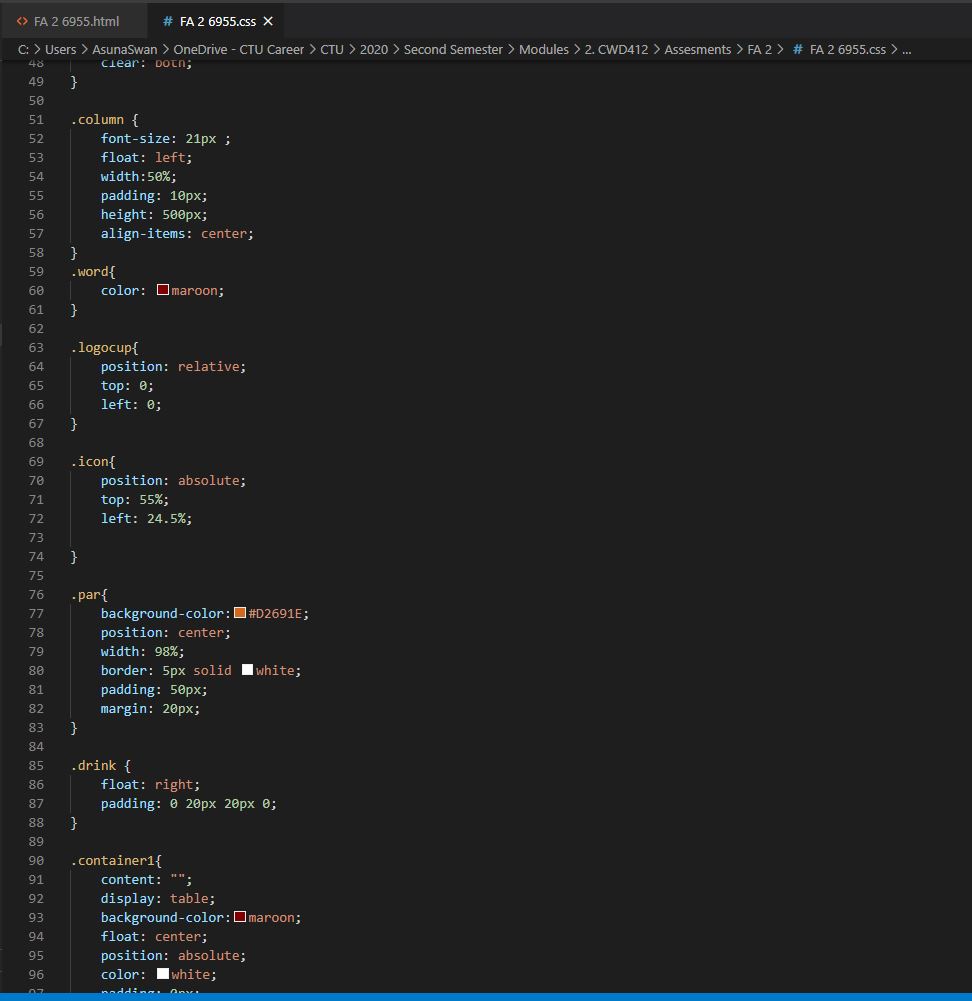 FA 2 6955.html # FA 2 6955.css ×
C: > Users > AsunaSwan > OneDrive - CTU Career > CTU > 2020 > Second Semester > Modules > 2. CWD412 > Assesments > FA 2 > # FA 2 6955.css > ...
48 clear: both;
49 }
50
51 .column {
52 font-size: 21px ;
53 float: left;
54 width:50%;
55 padding: 10px;
56 height: 500px;
57 align-items: center;
58 }
59 .word{
60 color: maroon;
61 }
62
63 .logocup{
64 position: relative;
65 top: 0;
66 left: 0;
67 }
68
69 .icon{
70 position: absolute;
71 top: 55%;
72 left: 24.5%;
73
74 }
75
76 .par{
77 background-color: #D2691E;
78 position: center;
79 width: 98%;
80 border: 5px solid white;
81 padding: 50px;
82 margin: 20px;
83 }
84
85 .drink {
86 float: right;
87 padding: 0 20px 20px 0;
88 }
89
90 .container1{
91 content: "";
92 display: table;
93 background-color: maroon;
94 float: center;
95 position: absolute;
96 color: white;
97 padding: 0px;